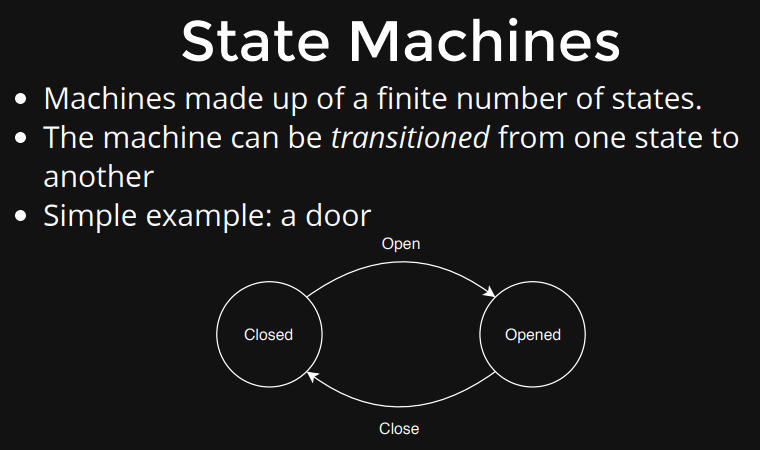 State Machines
• Machines made up of a finite number of states.
• The machine can be transitioned from one state to
another
• Simple example: a door
Open
Closed
Opened
Close